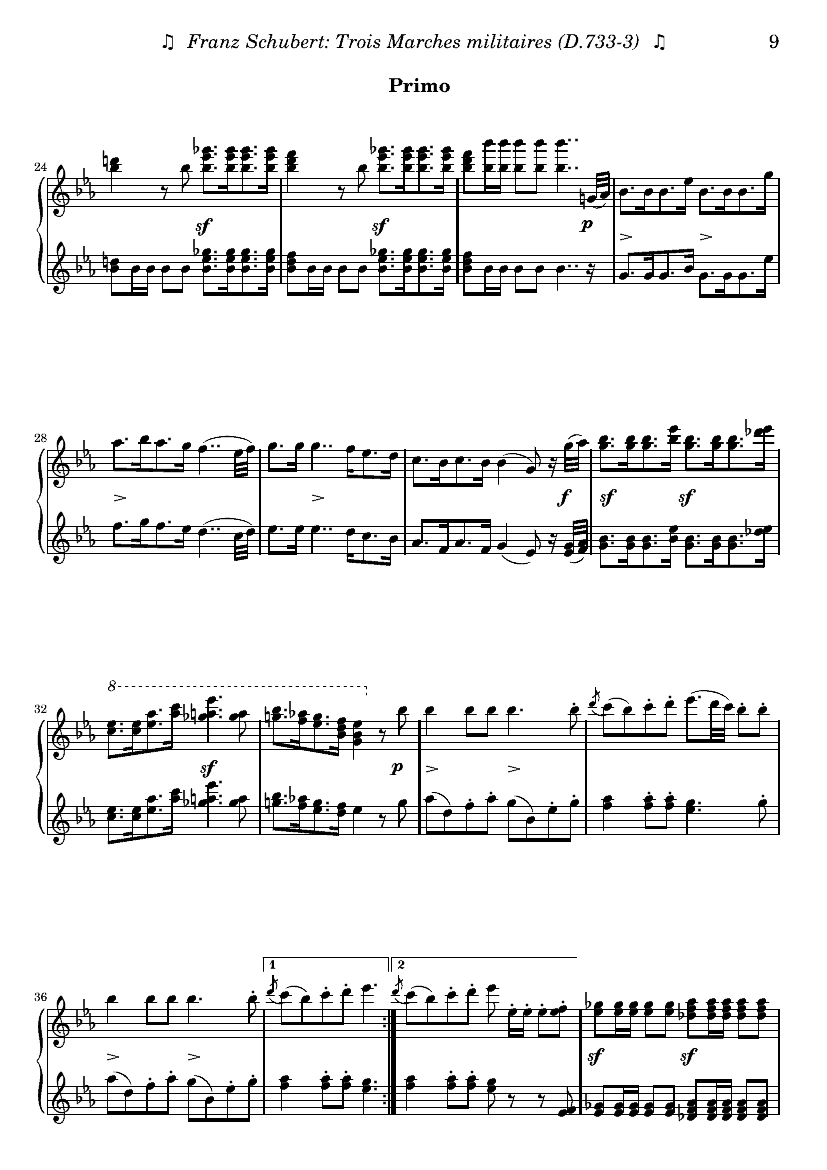 ♫ Franz Schubert: Trois Marches militaires (D.733-3) ♫ 9
Primo
24
sf sf p
28
f sf sf
8
32
sf p
1 2
36
sf sf